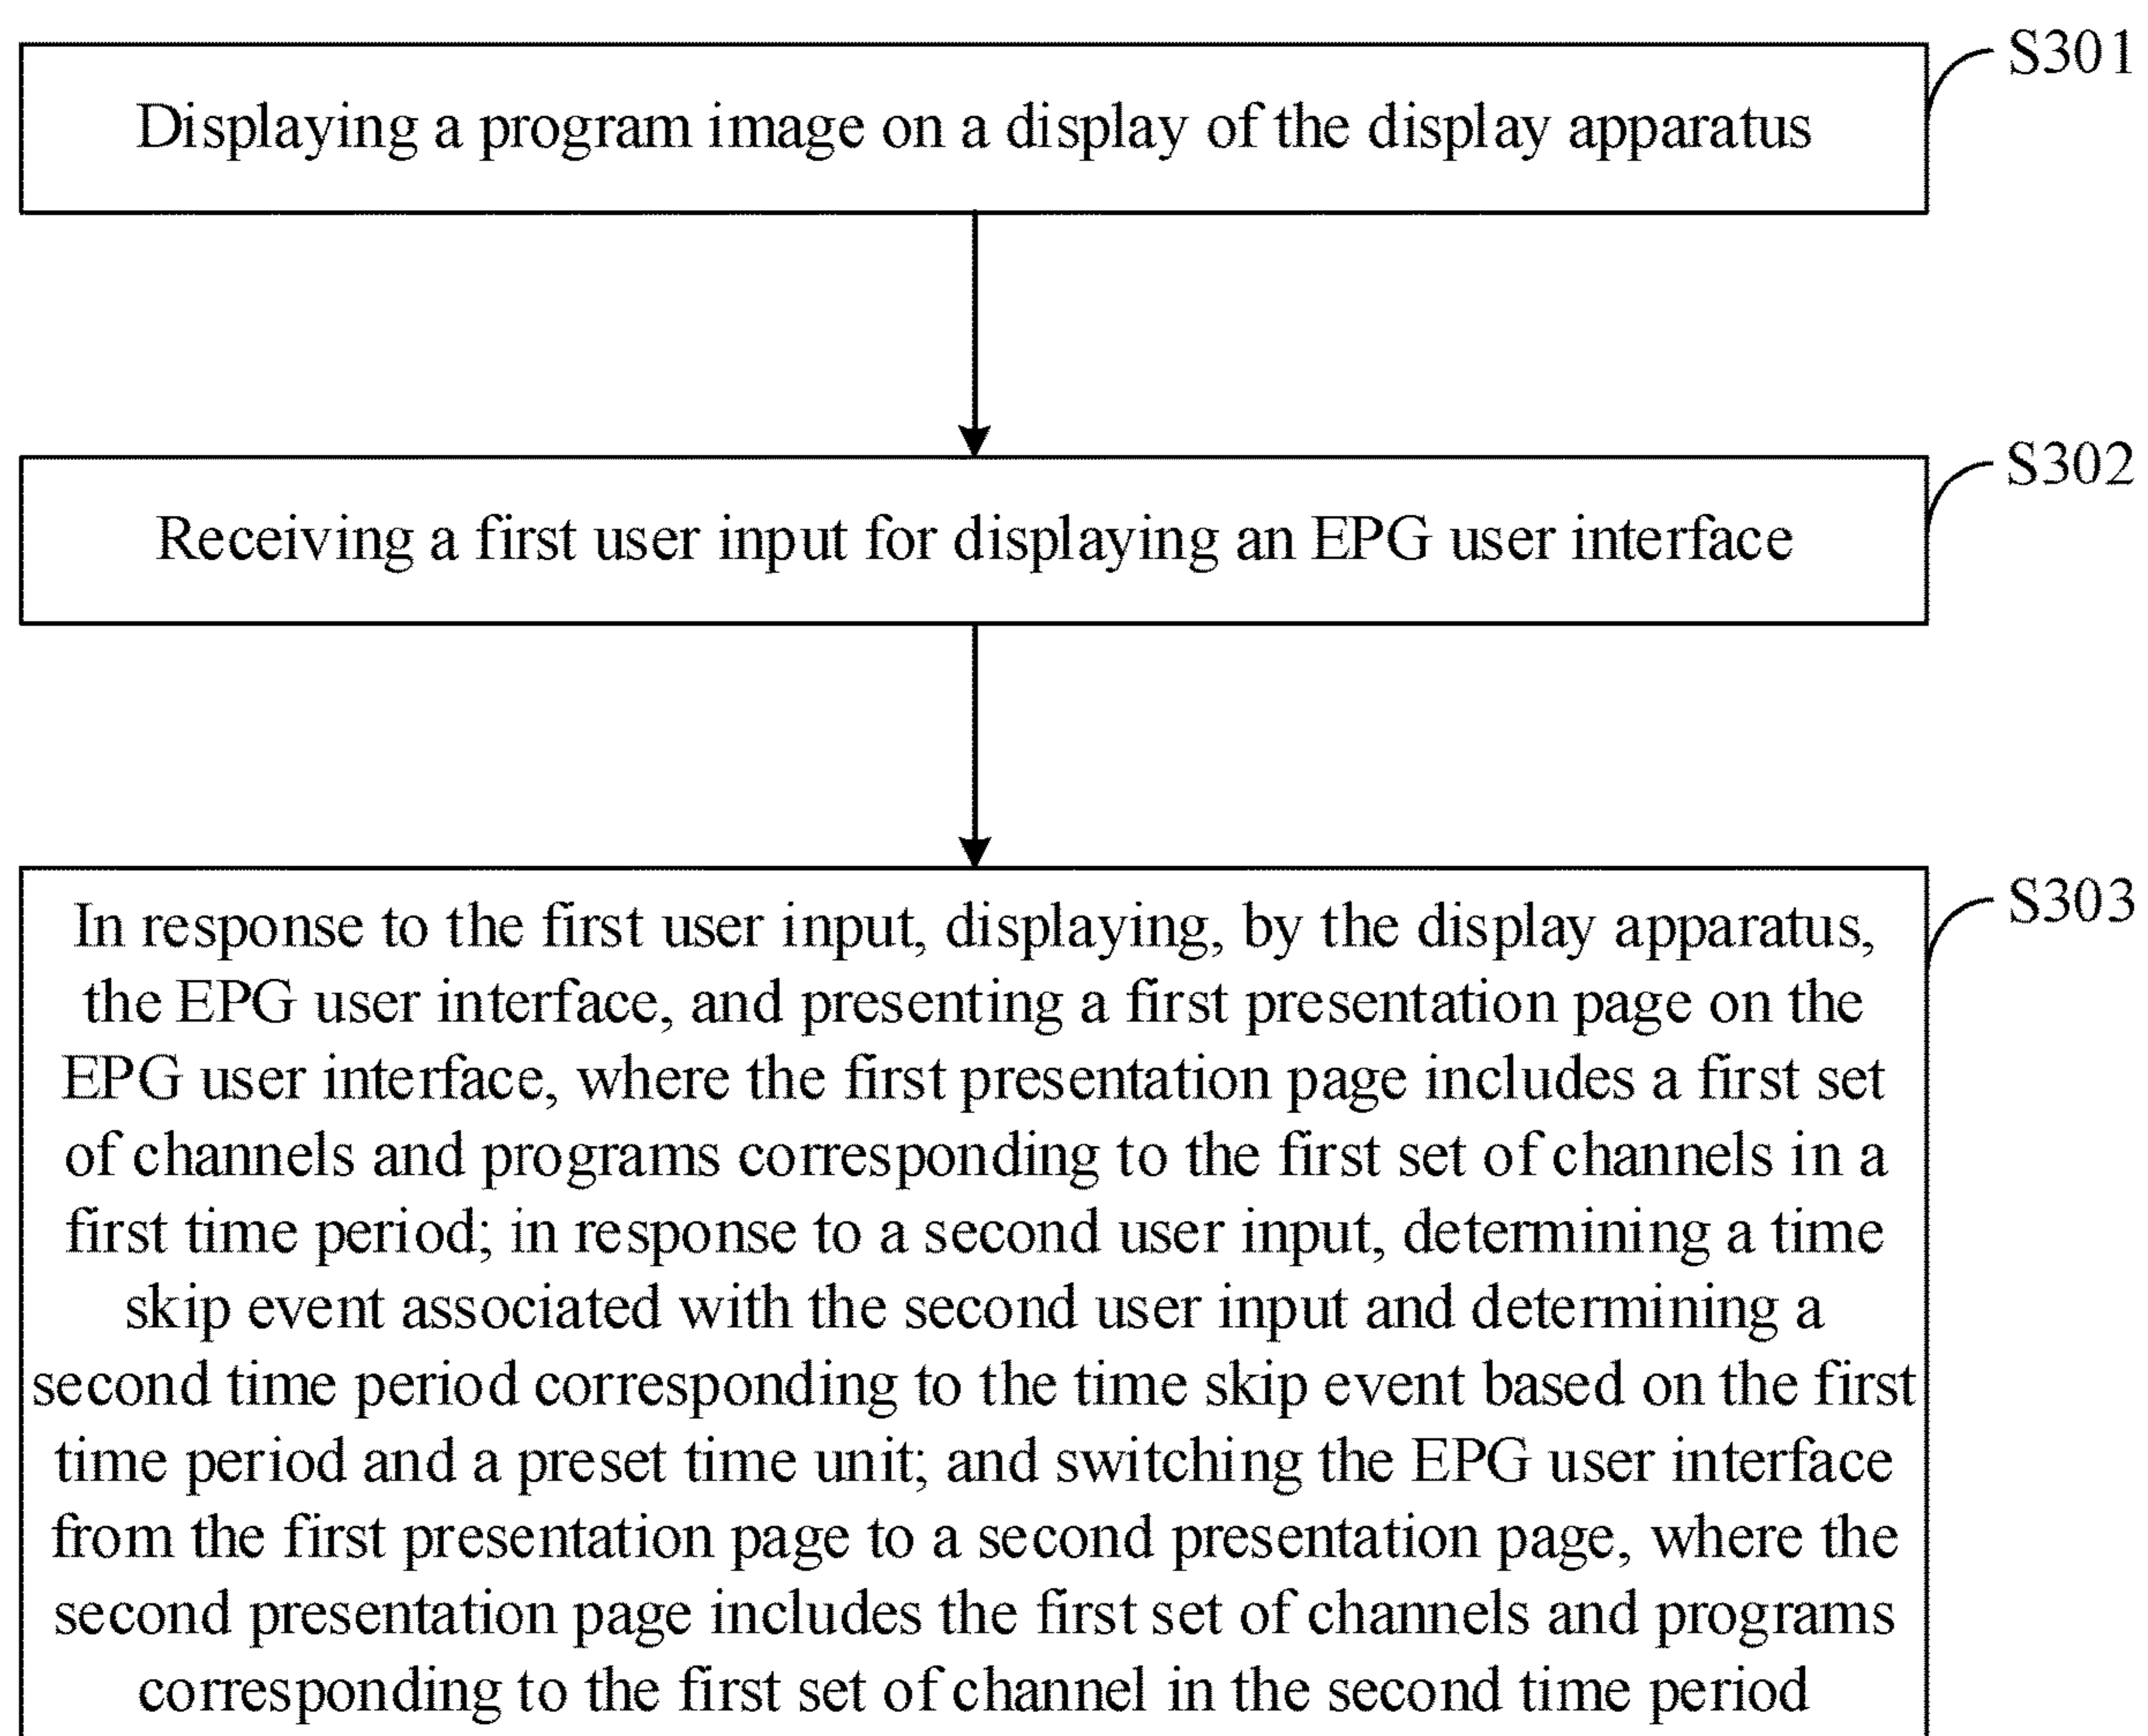 S301
Displaying a program image on a display of the display apparatus
S302
Receiving a first user input for displaying an EPG user interface
S303
In response to the first user input, displaying, by the display apparatus,
the EPG user interface, and presenting a first presentation page on the
EPG user interface, where the first presentation page includes a first set
of channels and programs corresponding to the first set of channels in a
first time period; in response to a second user input, determining a time
skip event associated with the second user input and determining a
second time period corresponding to the time skip event based on the first
time period and a preset time unit; and switching the EPG user interface
from the first presentation page to a second presentation page, where the
second presentation page includes the first set of channels and programs
corresponding to the first set of channel in the second time period